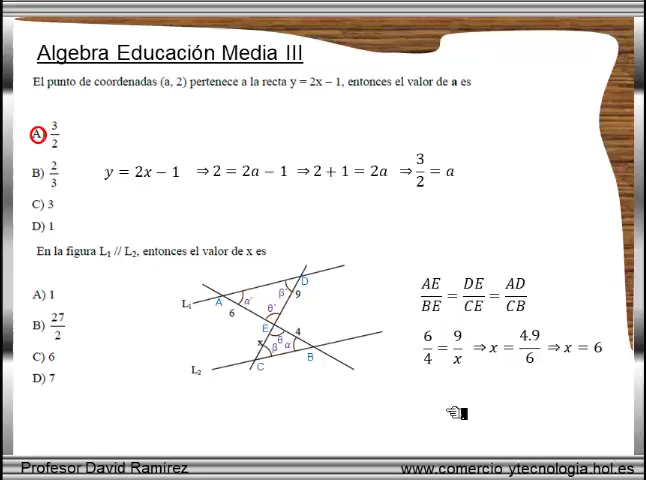 Algebra Educación Media III
El punto de coordenadas (a, 2) pertenece a la recta y = 2x – 1, entonces el valor de a es
A) 3/2
B) 2/3
y = 2x − 1 ⇒ 2 = 2a − 1 ⇒ 2 + 1 = 2a ⇒ 3/2 = a
C) 3
D) 1
En la figura L₁ // L₂, entonces el valor de x es
A) 1
B) 27/2
C) 6
D) 7
L₁
A
6
α`
β`
D
9
θ`
E
4
x
θ
β
α
C
B
L₂
AE/BE = DE/CE = AD/CB
6/4 = 9/x ⇒ x = 4.9/6 ⇒ x = 6
Profesor David Ramírez
www.comercio ytecnologia.hol.es